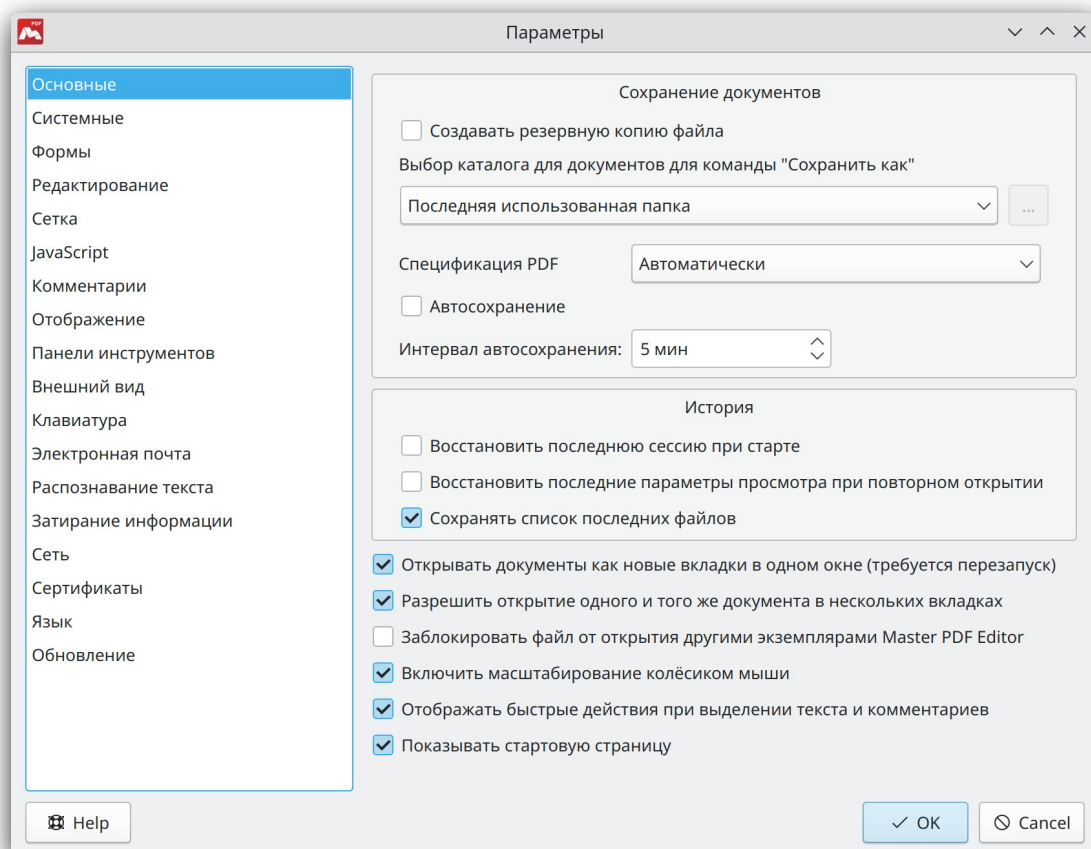 PDF
Параметры
Основные
Системные
Формы
Редактирование
Сетка
JavaScript
Комментарии
Отображение
Панели инструментов
Внешний вид
Клавиатура
Электронная почта
Распознавание текста
Затирание информации
Сеть
Сертификаты
Язык
Обновление
Сохранение документов
Создавать резервную копию файла
Выбор каталога для документов для команды "Сохранить как"
Последняя использованная папка
...
Спецификация PDF Автоматически
Автосохранение
Интервал автосохранения: 5 мин
История
Восстановить последнюю сессию при старте
Восстановить последние параметры просмотра при повторном открытии
Сохранять список последних файлов
Открывать документы как новые вкладки в одном окне (требуется перезапуск)
Разрешить открытие одного и того же документа в нескольких вкладках
Заблокировать файл от открытия другими экземплярами Master PDF Editor
Включить масштабирование колёсиком мыши
Отображать быстрые действия при выделении текста и комментариев
Показывать стартовую страницу
Help
OK
Cancel